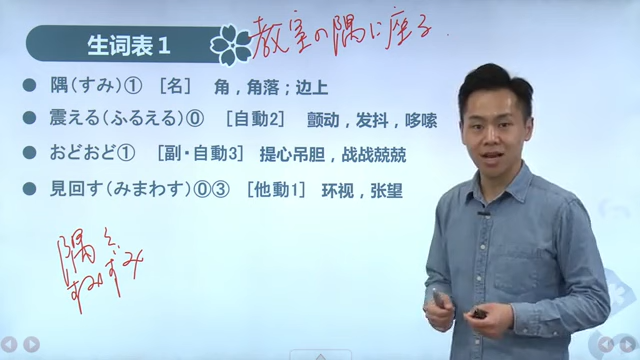 生词表1
教室の隅に座る.
隅（すみ）① ［名］ 角，角落；边上
震える（ふるえる）⓪ ［自動2］ 颤动，发抖，哆嗦
おどおど① ［副・自動3］ 提心吊胆，战战兢兢
見回す（みまわす）⓪③ ［他動1］ 环视，张望
隅々
すみずみ